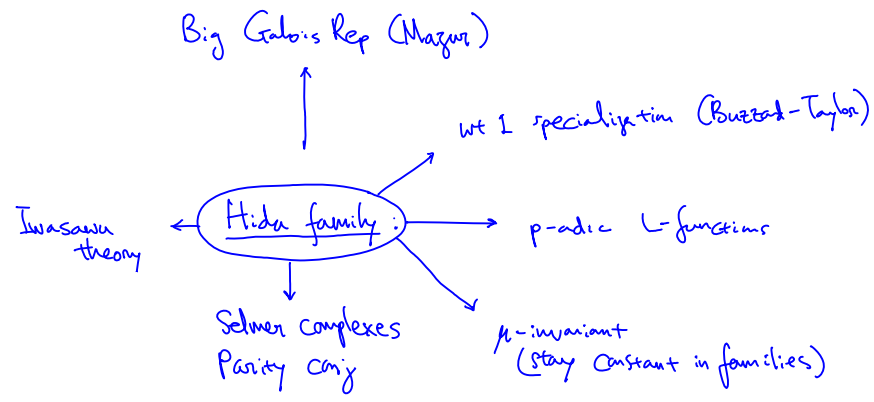 Big Galois Rep (Mazur)
wt 1 specialization (Buzzad-Taylor)
Iwasawa
theory
Hida family:
p-adic L-functions
Selmer complexes
Parity conj
μ-invariant
(stay constant in families)